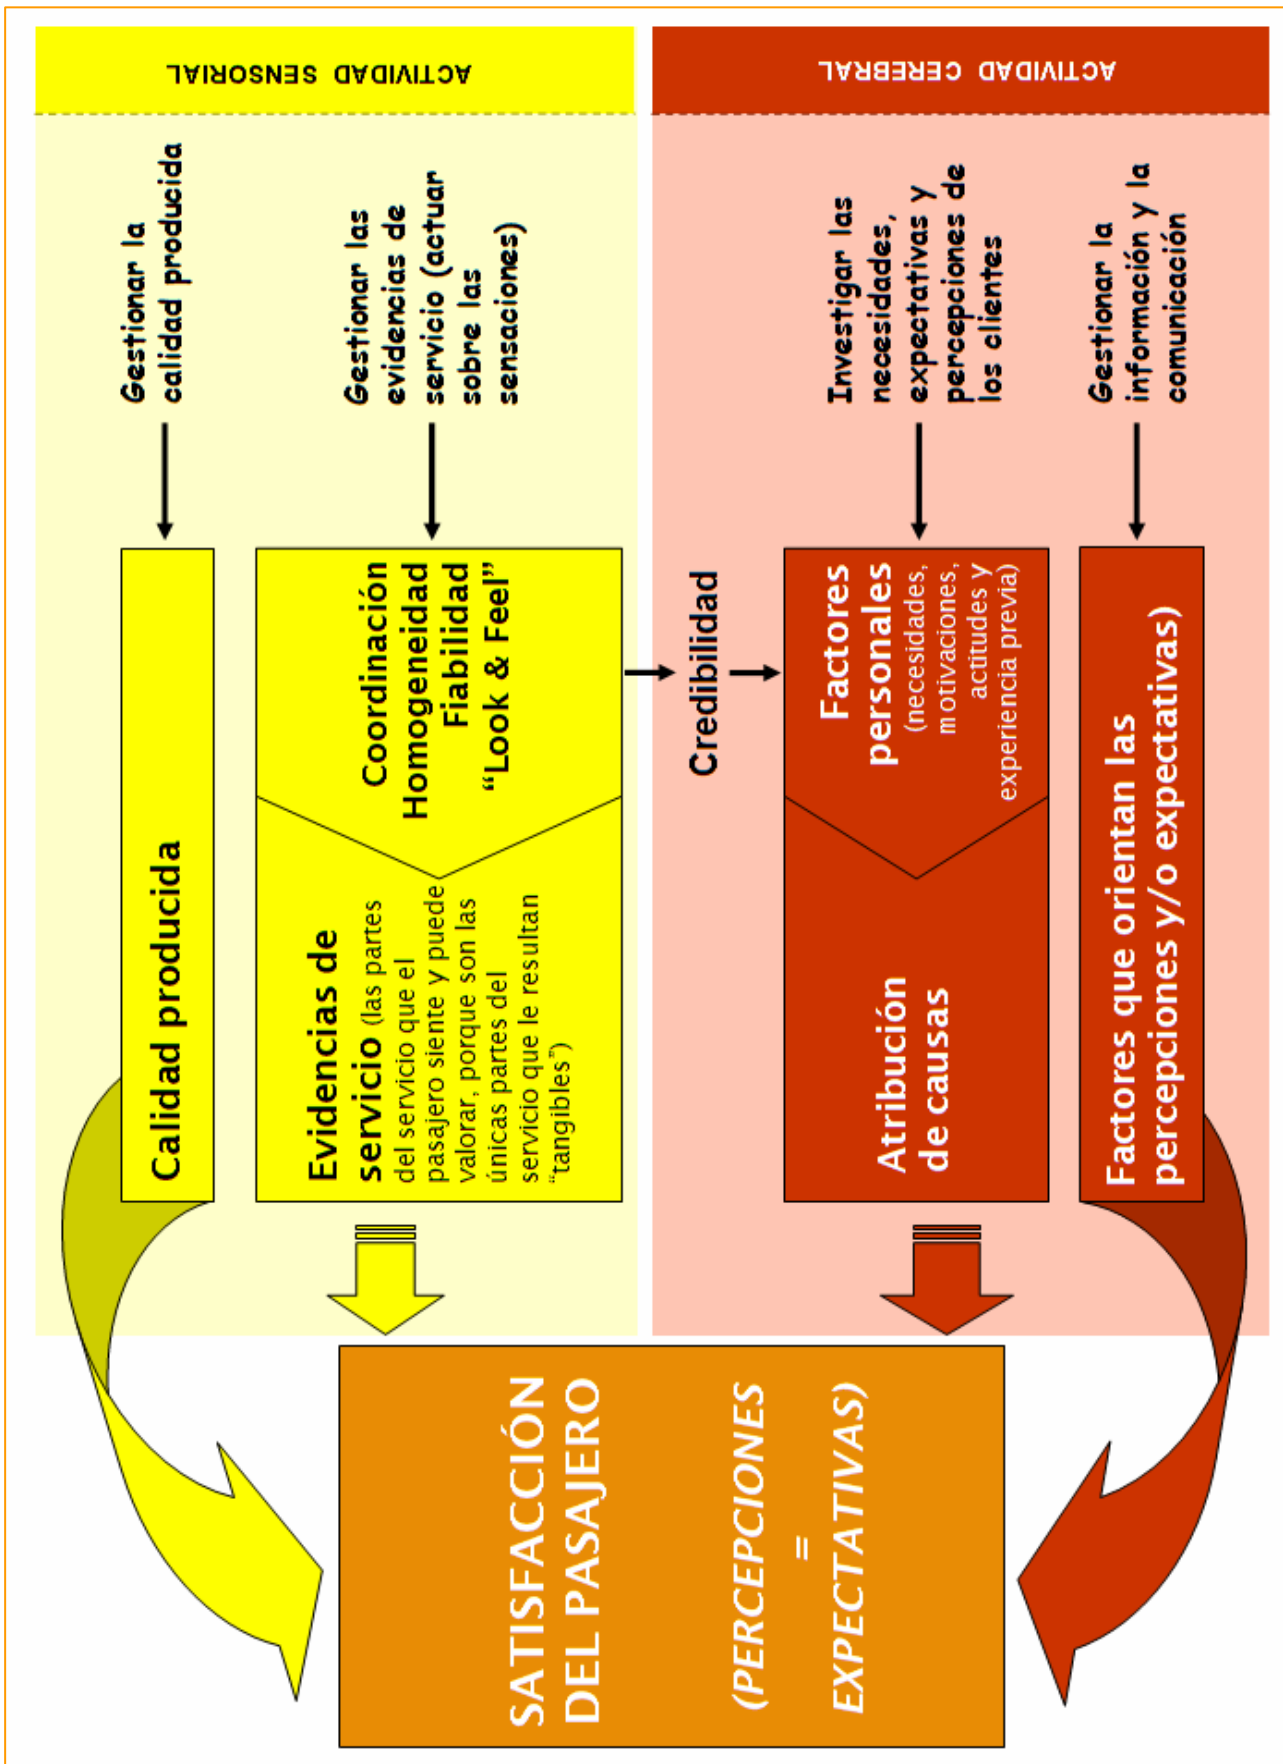 SATISFACCIÓN
DEL PASAJERO
(PERCEPCIONES
=
EXPECTATIVAS)
Calidad producida
Gestionar la
calidad producida
Evidencias de
servicio (las partes
del servicio que el
pasajero siente y puede
valorar, porque son las
únicas partes del
servicio que le resultan
“tangibles”)
Coordinación
Homogeneidad
Fiabilidad
“Look & Feel”
Gestionar las
evidencias de
servicio (actuar
sobre las
sensaciones)
ACTIVIDAD SENSORIAL
Credibilidad
Atribución
de causas
Factores
personales
(necesidades,
motivaciones,
actitudes y
experiencia previa)
Investigar las
necesidades,
expectativas y
percepciones de
los clientes
Factores que orientan las
percepciones y/o expectativas)
Gestionar la
información y la
comunicación
ACTIVIDAD CEREBRAL